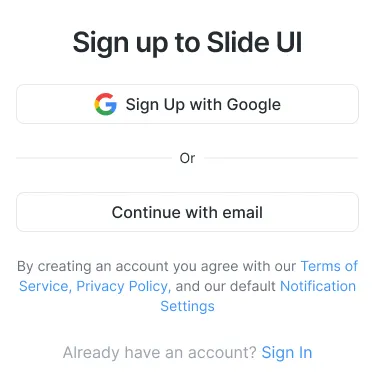 Sign up to Slide UI
Sign Up with Google
Or
Continue with email
By creating an account you agree with our Terms of
Service, Privacy Policy, and our default Notification
Settings
Already have an account? Sign In